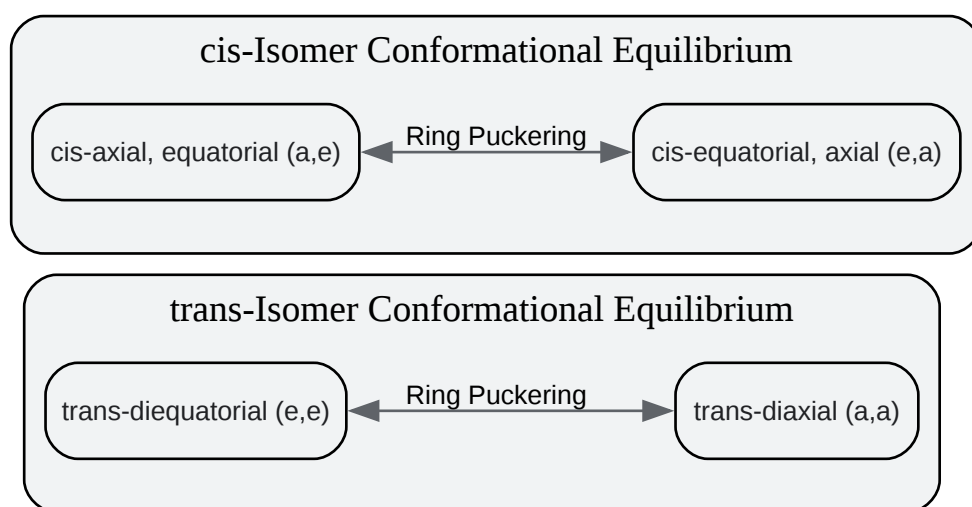 cis-Isomer Conformational Equilibrium
cis-axial, equatorial (a,e)
Ring Puckering
cis-equatorial, axial (e,a)
trans-Isomer Conformational Equilibrium
trans-diequatorial (e,e)
Ring Puckering
trans-diaxial (a,a)